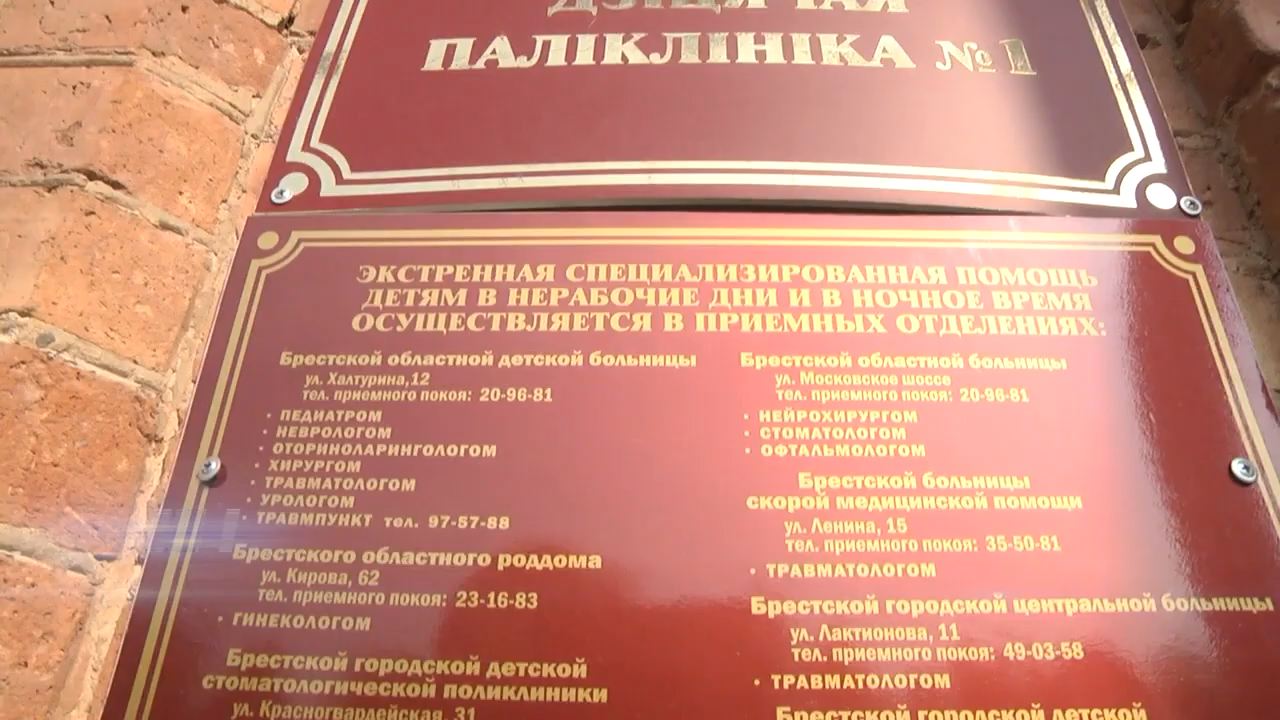 ДЗІЦЯЧАЯ
ПАЛІКЛІНІКА №1
ЭКСТРЕННАЯ СПЕЦИАЛИЗИРОВАННАЯ ПОМОЩЬ
ДЕТЯМ В НЕРАБОЧИЕ ДНИ И В НОЧНОЕ ВРЕМЯ
ОСУЩЕСТВЛЯЕТСЯ В ПРИЕМНЫХ ОТДЕЛЕНИЯХ:
Брестской областной детской больницы
ул. Халтурина,12
тел. приемного покоя: 20-96-81
• ПЕДИАТРОМ
• НЕВРОЛОГОМ
• ОТОРИНОЛАРИНГОЛОГОМ
• ХИРУРГОМ
• ТРАВМАТОЛОГОМ
• УРОЛОГОМ
• ТРАВМПУНКТ тел. 97-57-88
Брестского областного роддома
ул. Кирова, 62
тел. приемного покоя: 23-16-83
• ГИНЕКОЛОГОМ
Брестской городской детской
стоматологической поликлиники
ул. Красногвардейская, 31
Брестской областной больницы
ул. Московское шоссе
тел. приемного покоя: 20-96-81
• НЕЙРОХИРУРГОМ
• СТОМАТОЛОГОМ
• ОФТАЛЬМОЛОГОМ
Брестской больницы
скорой медицинской помощи
ул. Ленина, 15
тел. приемного покоя: 35-50-81
• ТРАВМАТОЛОГОМ
Брестской городской центральной больницы
ул. Лактионова, 11
тел. приемного покоя: 49-03-58
• ТРАВМАТОЛОГОМ
Брестской городской детской